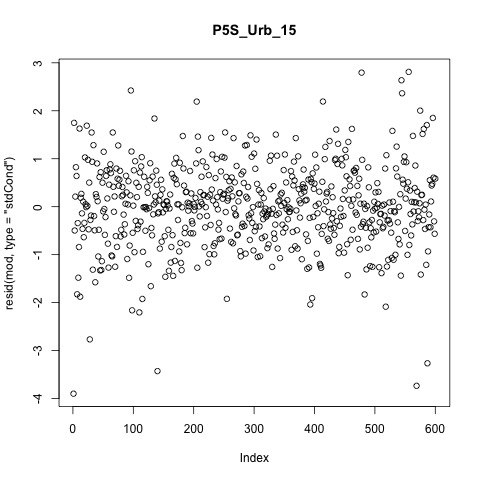 P5S_Urb_15
resid(mod, type = "stdCond")
3
2
1
0
-1
-2
-3
-4
0 100 200 300 400 500 600
Index